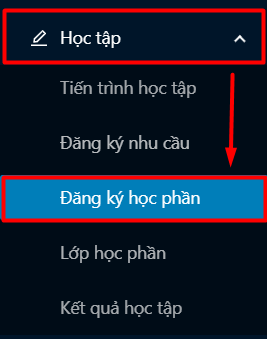 Học tập
Tiến trình học tập
Đăng ký nhu cầu
Đăng ký học phần
Lớp học phần
Kết quả học tập